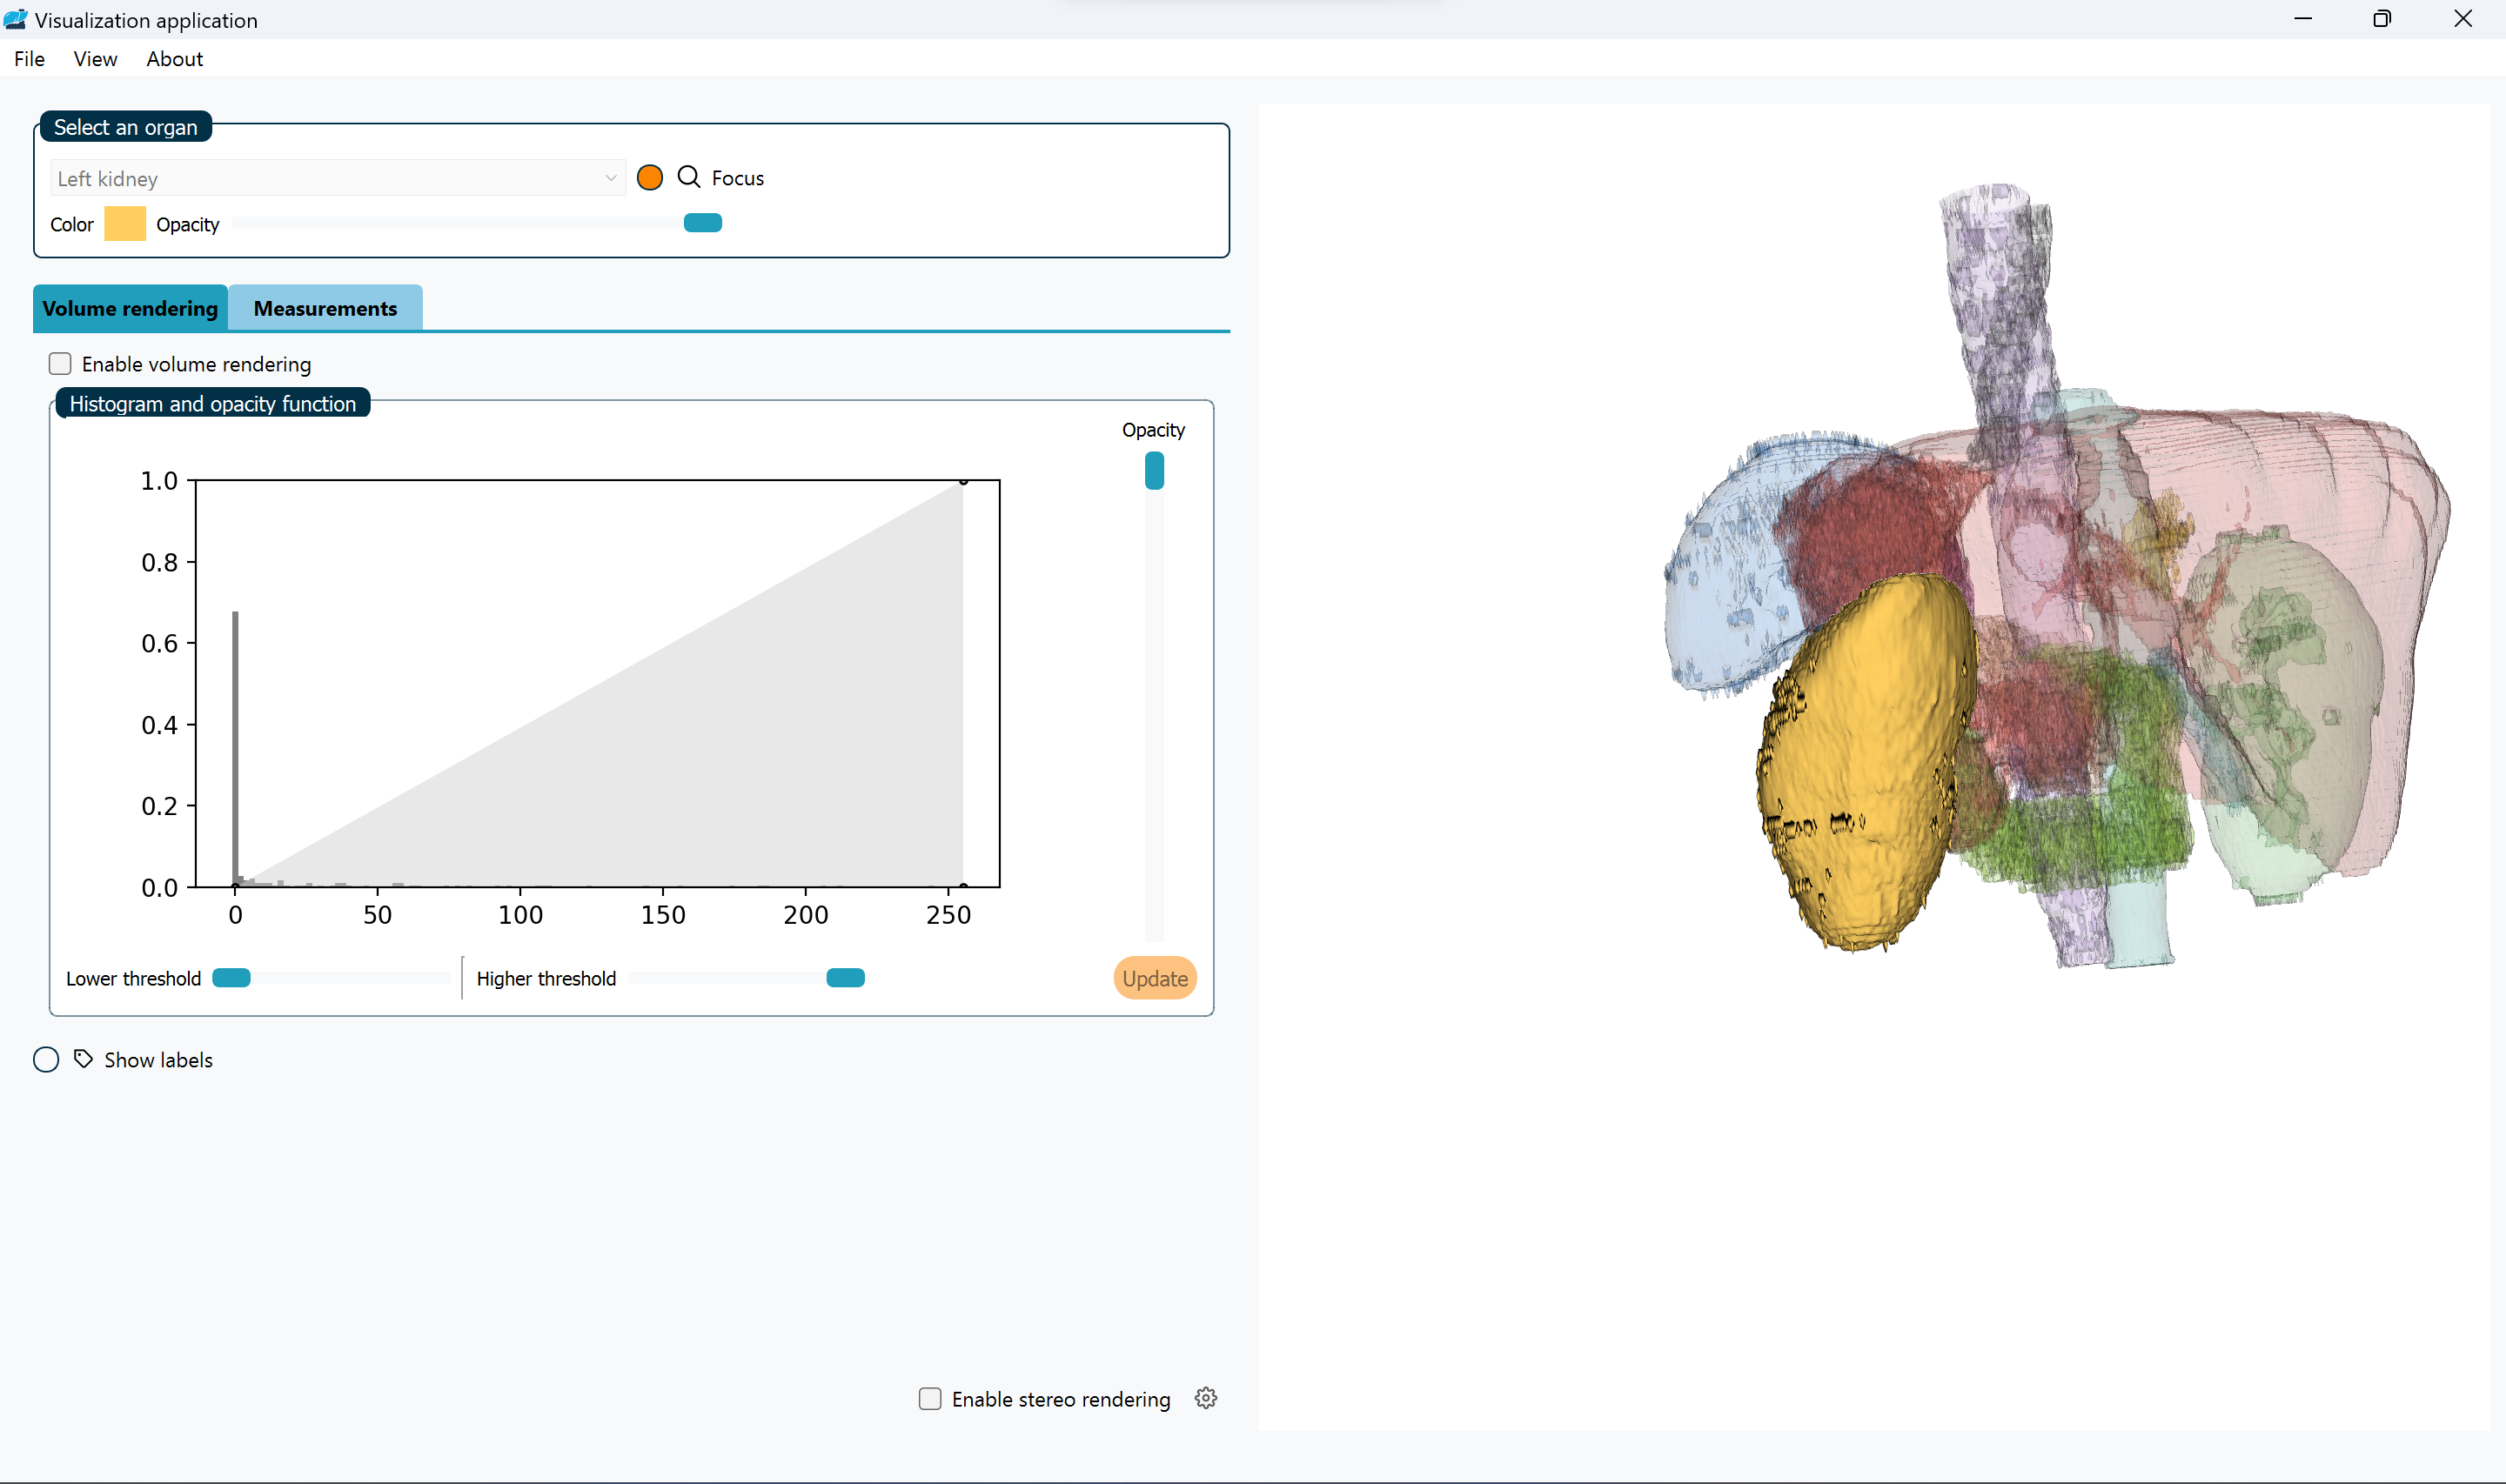 Visualization application
File View About
Select an organ
Left kidney Focus
Color Opacity
Volume rendering Measurements
Enable volume rendering
Histogram and opacity function
Opacity
1.0
0.8
0.6
0.4
0.2
0.0
0 50 100 150 200 250
Lower threshold Higher threshold Update
Show labels
Enable stereo rendering